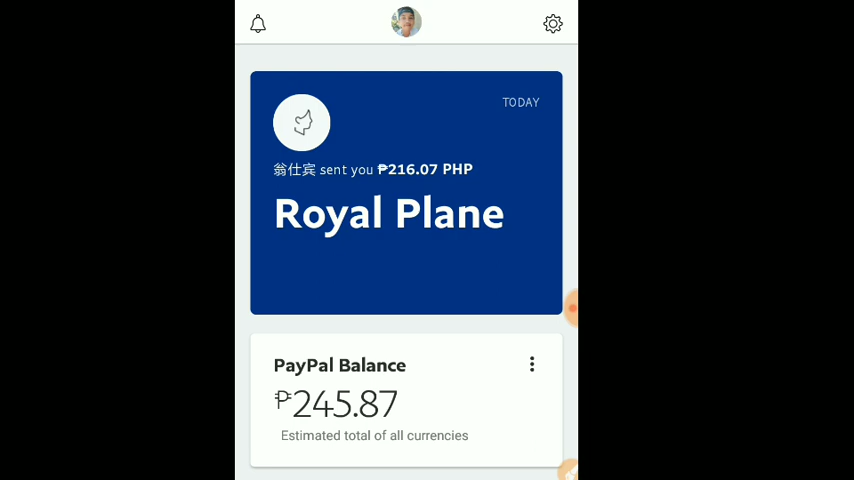 TODAY
翁仕宾 sent you ₱216.07 PHP
Royal Plane
PayPal Balance
₱245.87
Estimated total of all currencies